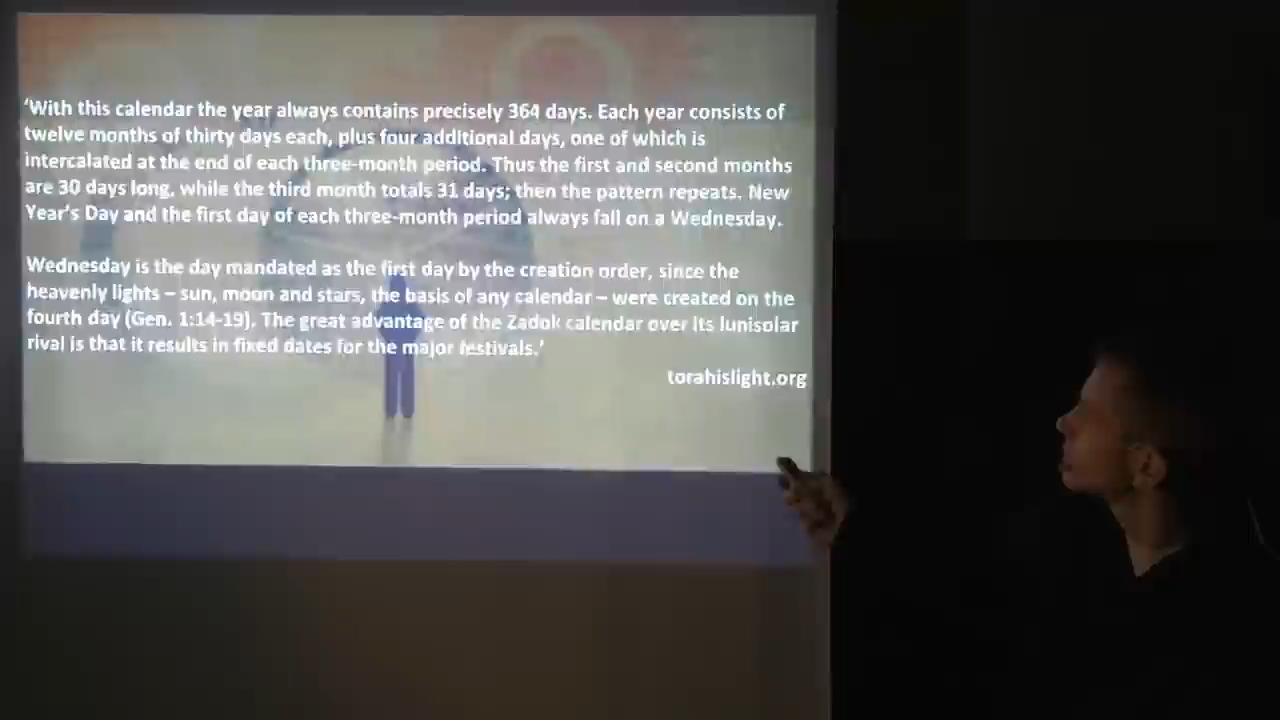 ‘With this calendar the year always contains precisely 364 days. Each year consists of
twelve months of thirty days each, plus four additional days, one of which is
intercalated at the end of each three-month period. Thus the first and second months
are 30 days long, while the third month totals 31 days; then the pattern repeats. New
Year’s Day and the first day of each three-month period always fall on a Wednesday.
Wednesday is the day mandated as the first day by the creation order, since the
heavenly lights – sun, moon and stars, the basis of any calendar – were created on the
fourth day (Gen. 1:14-19). The great advantage of the Zadok calendar over its lunisolar
rival is that it results in fixed dates for the major festivals.’
torahislight.org